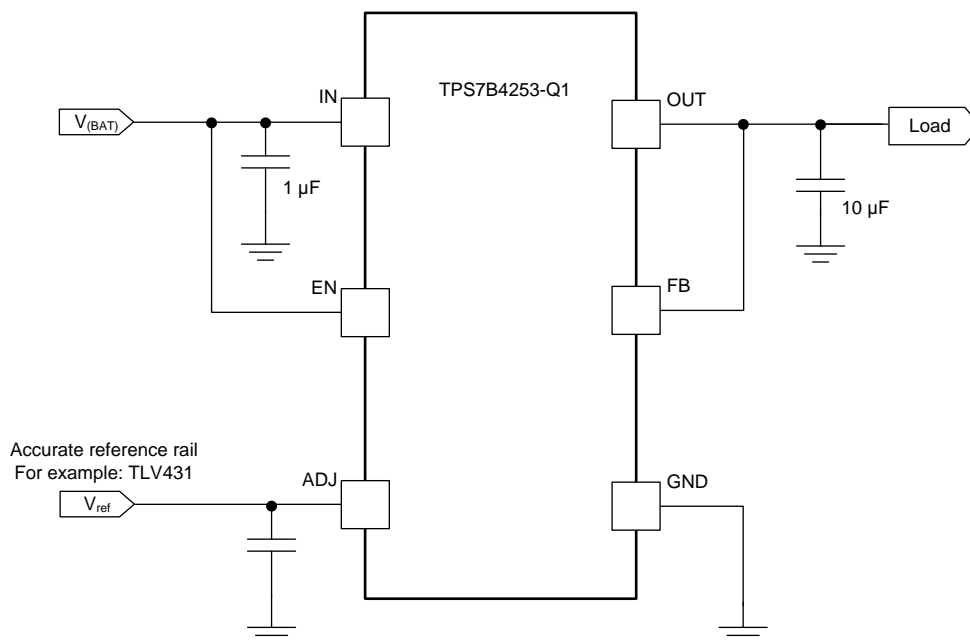 TPS7B4253-Q1
IN
OUT
V(BAT)
Load
1 µF
10 µF
EN
FB
Accurate reference rail
For example: TLV431
ADJ
GND
Vref